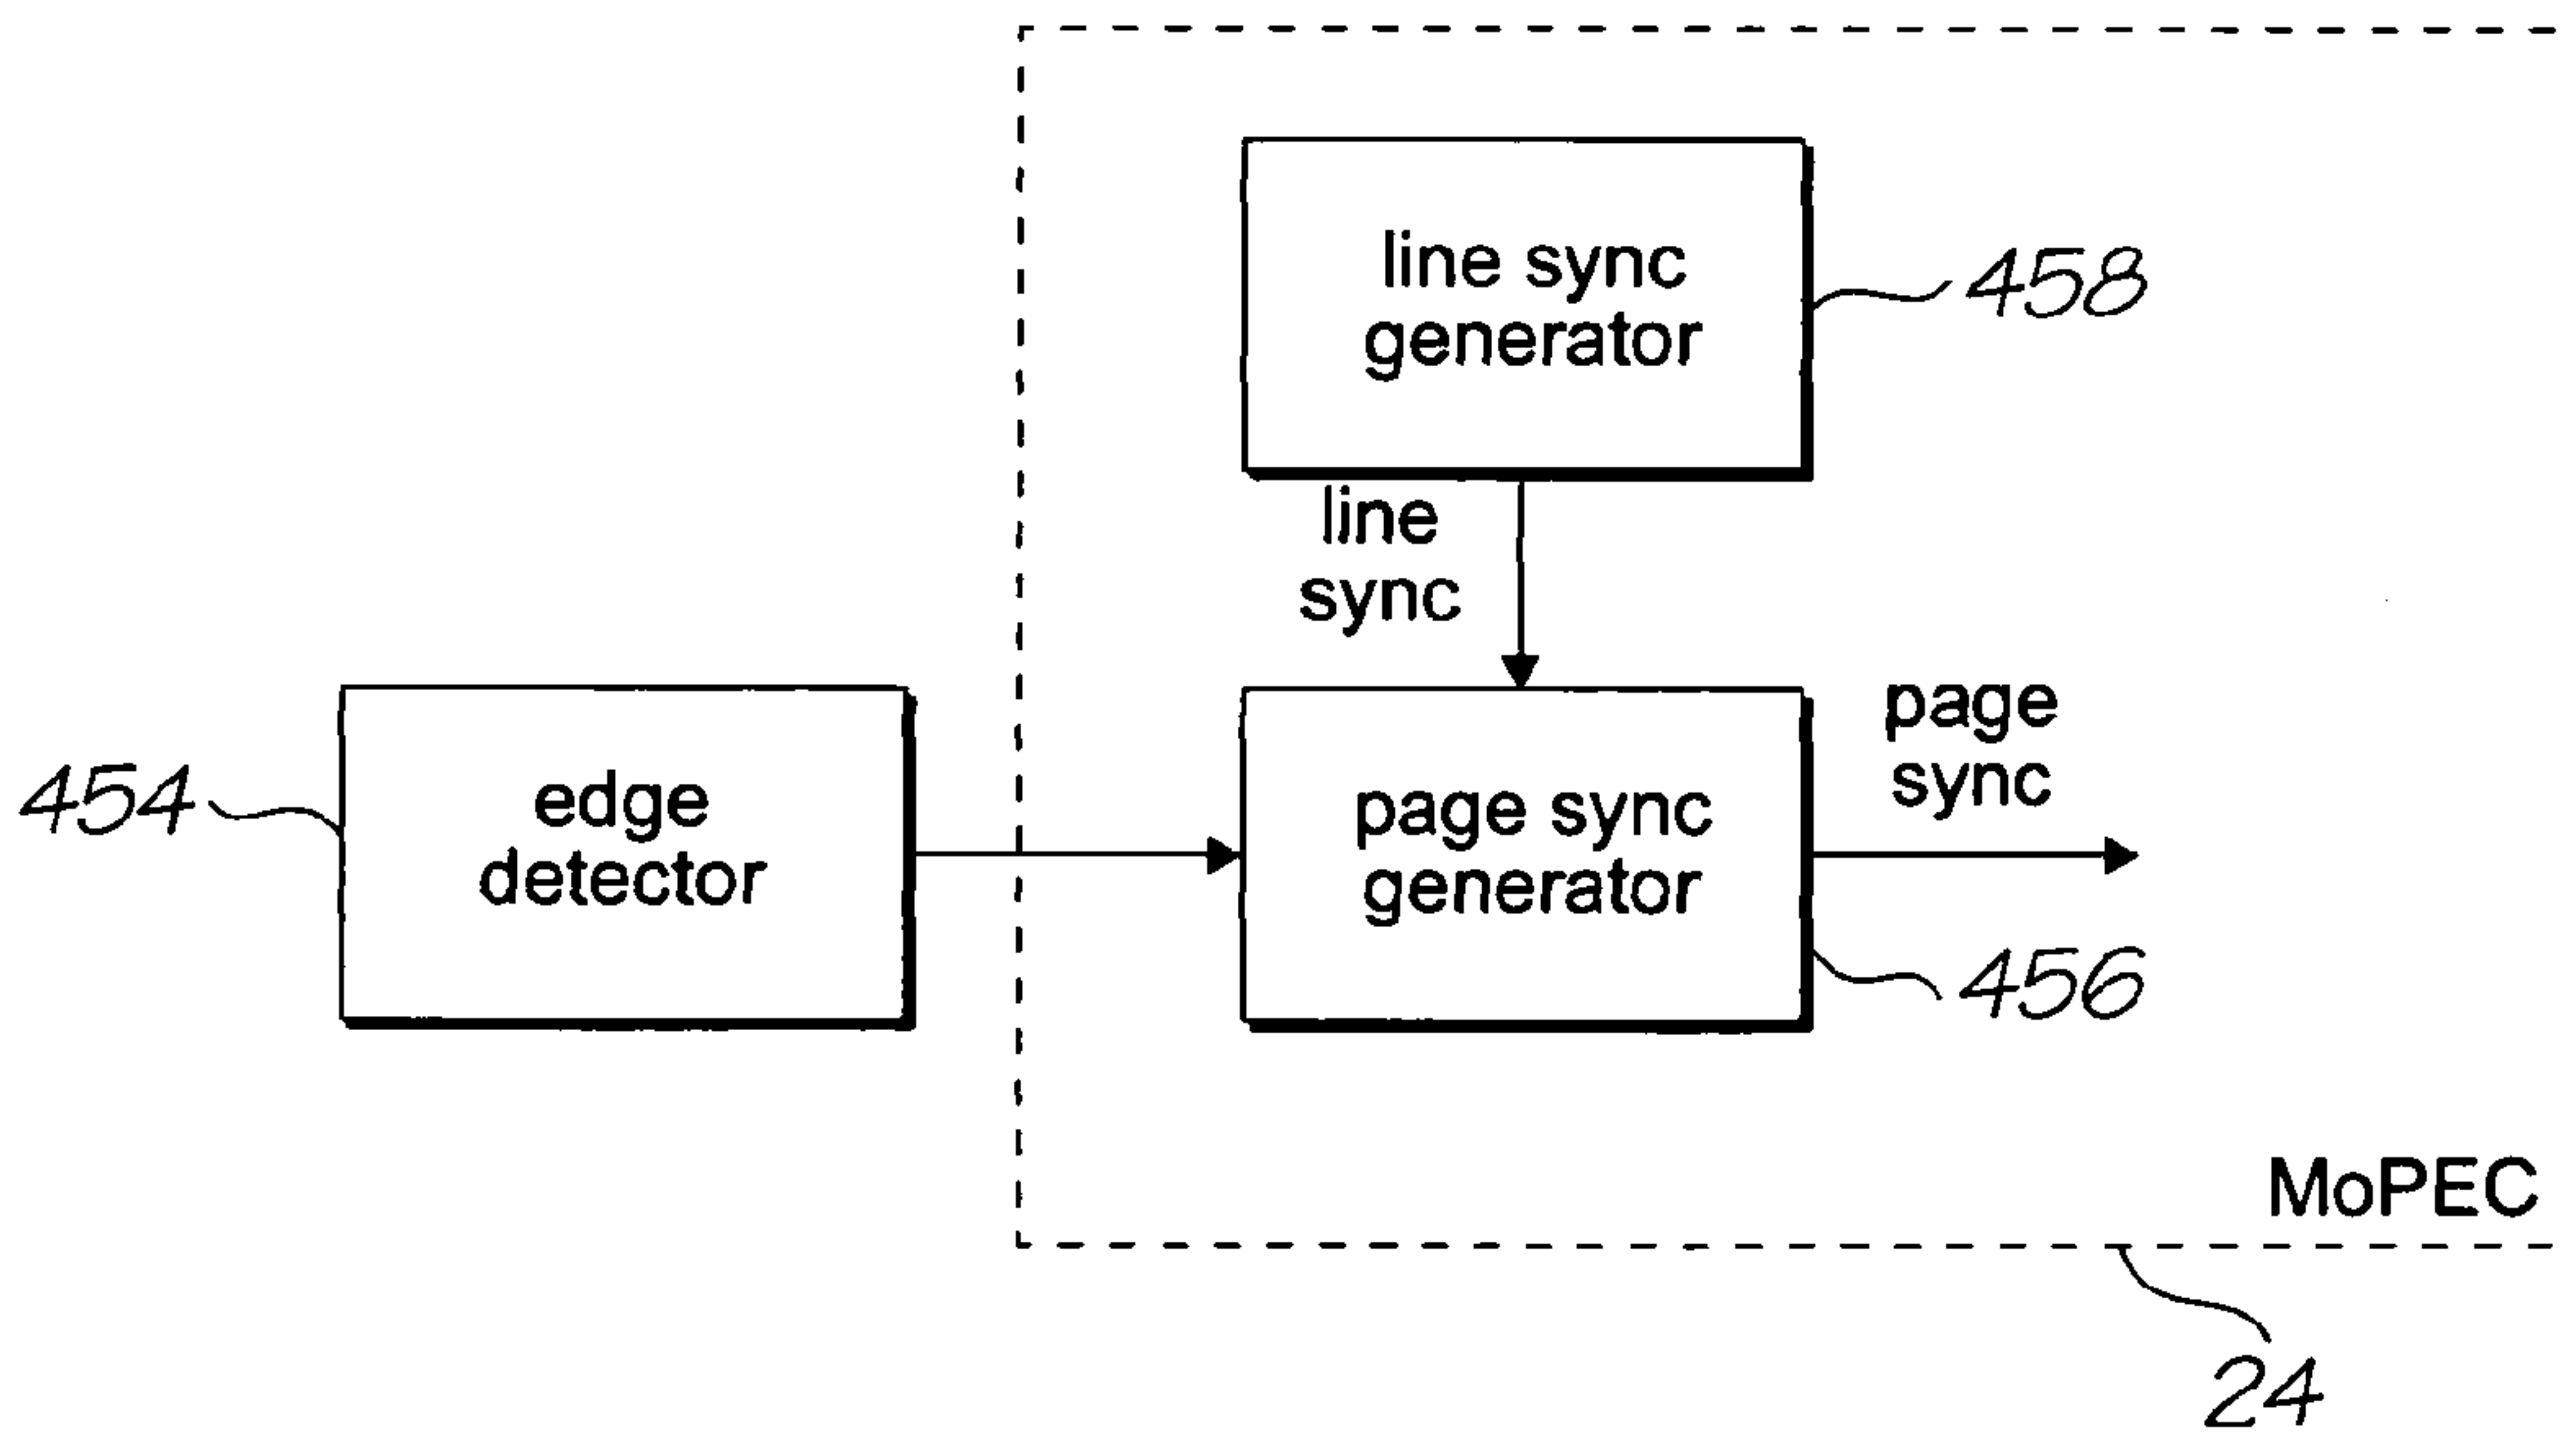 line sync
generator
458
line
sync
454
edge
detector
page sync
generator
page
sync
456
MoPEC
24